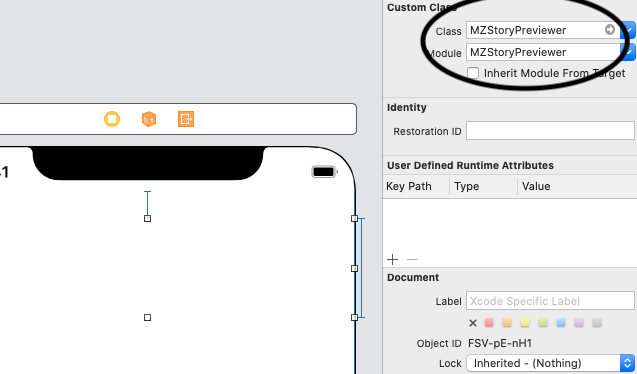 Custom Class
Class MZStoryPreviewer
Module MZStoryPreviewer
Inherit Module From Target
Identity
Restoration ID
User Defined Runtime Attributes
Key Path Type Value
Document
Label Xcode Specific Label
Object ID FSV-pE-nH1
Lock Inherited - (Nothing)